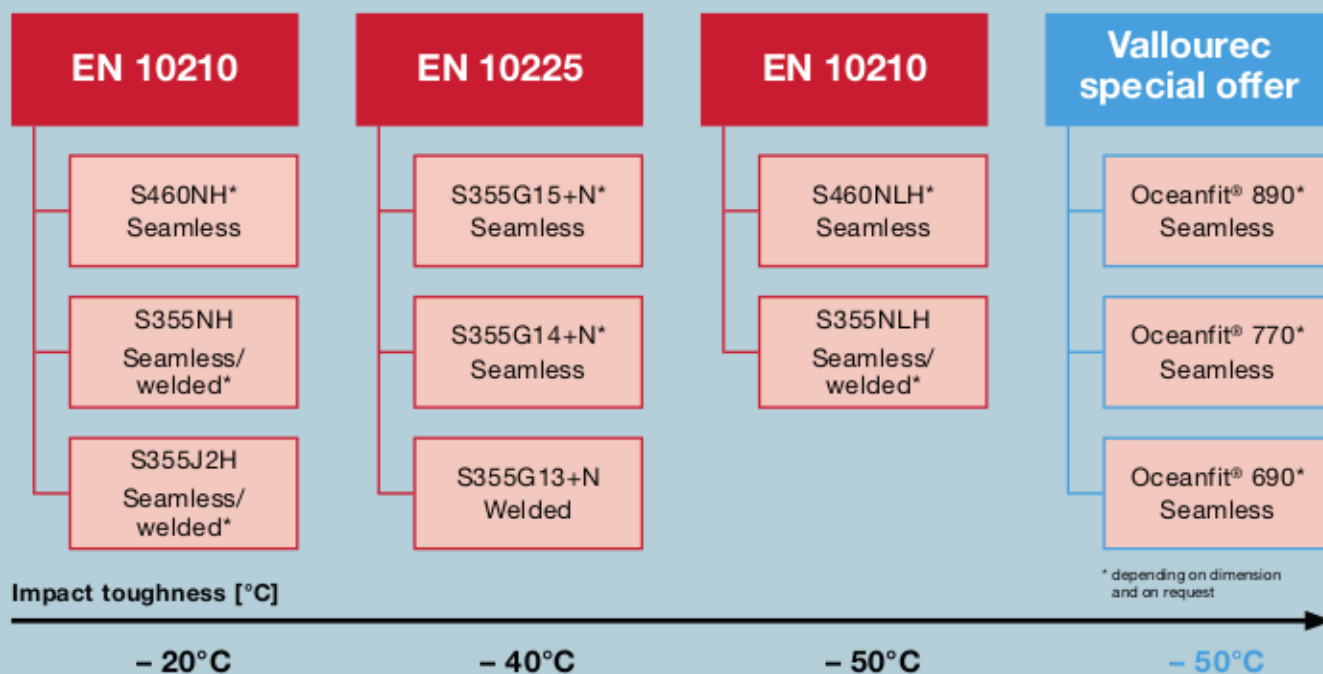 EN 10210
S460NH*
Seamless
S355NH
Seamless/
welded*
S355J2H
Seamless/
welded*
EN 10225
S355G15+N*
Seamless
S355G14+N*
Seamless
S355G13+N
Welded
EN 10210
S460NLH*
Seamless
S355NLH
Seamless/
welded*
Vallourec
special offer
Oceanfit® 890*
Seamless
Oceanfit® 770*
Seamless
Oceanfit® 690*
Seamless
* depending on dimension
and on request
Impact toughness [°C]
– 20°C
– 40°C
– 50°C
– 50°C